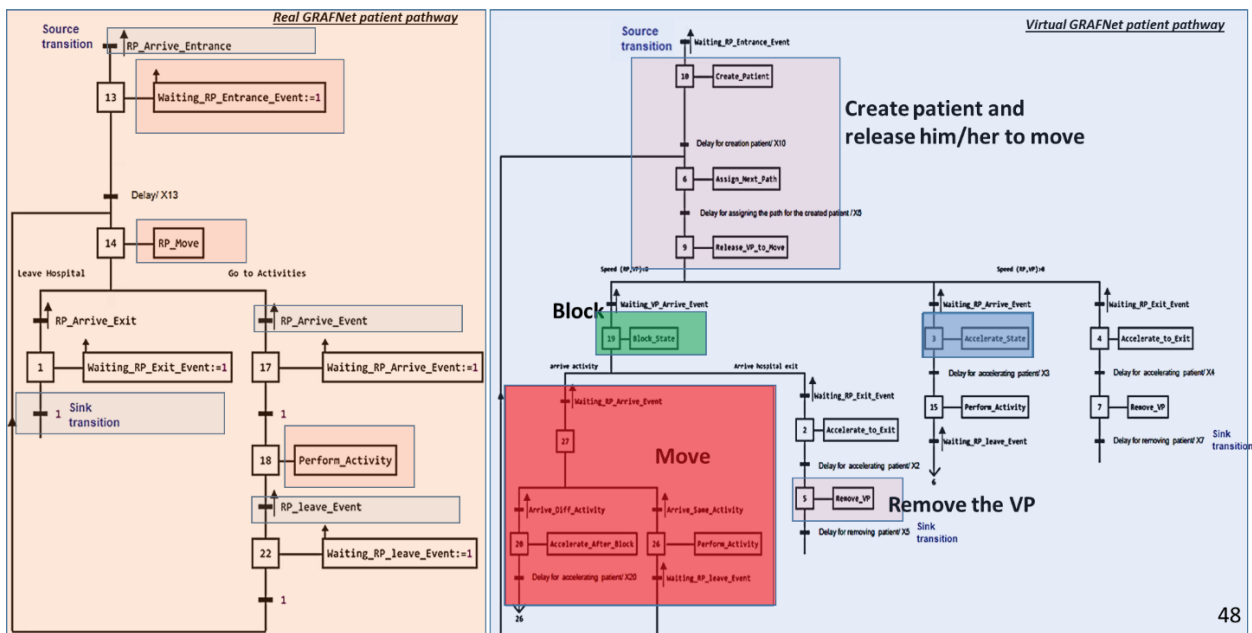 Real GRAFNet patient pathway
Source
transition
RP_Arrive_Entrance
13
Waiting_RP_Entrance_Event:=1
Delay/ X13
14
RP_Move
Leave Hospital
Go to Activities
RP_Arrive_Exit
RP_Arrive_Event
1
Waiting_RP_Exit_Event:=1
17
Waiting_RP_Arrive_Event:=1
1
Sink
transition
1
18
Perform_Activity
RP_leave_Event
22
Waiting_RP_leave_Event:=1
1
Virtual GRAFNet patient pathway
Source
transition
Waiting_RP_Entrance_Event
10
Create_Patient
Create patient and
release him/her to move
Delay for creation patient/ X10
6
Assign_Next_Path
Delay for assigning the path for the created patient /X6
9
Release_VP_to_Move
Speed (RP,VP)<0
Speed (RP,VP)>0
Waiting_VP_Arrive_Event
Waiting_RP_Arrive_Event
Waiting_RP_Exit_Event
Block
19
Block_State
3
Accelerate_State
4
Accelerate_to_Exit
arrive activity
Arrive hospital exit
Delay for accelerating patient/ X3
Delay for accelerating patient/ X4
Waiting_RP_Arrive_Event
Waiting_RP_Exit_Event
15
Perform_Activity
7
Remove_VP
27
2
Accelerate_to_Exit
Waiting_RP_leave_Event
Delay for removing patient/ X7
Sink
transition
Move
Delay for accelerating patient/ X2
6
Arrive_Diff_Activity
Arrive_Same_Activity
5
Remove_VP
Remove the VP
20
Accelerate_After_Block
26
Perform_Activity
Delay for removing patient/ X5
Sink
transition
Delay for accelerating patient/ X20
Waiting_RP_leave_Event
26
48